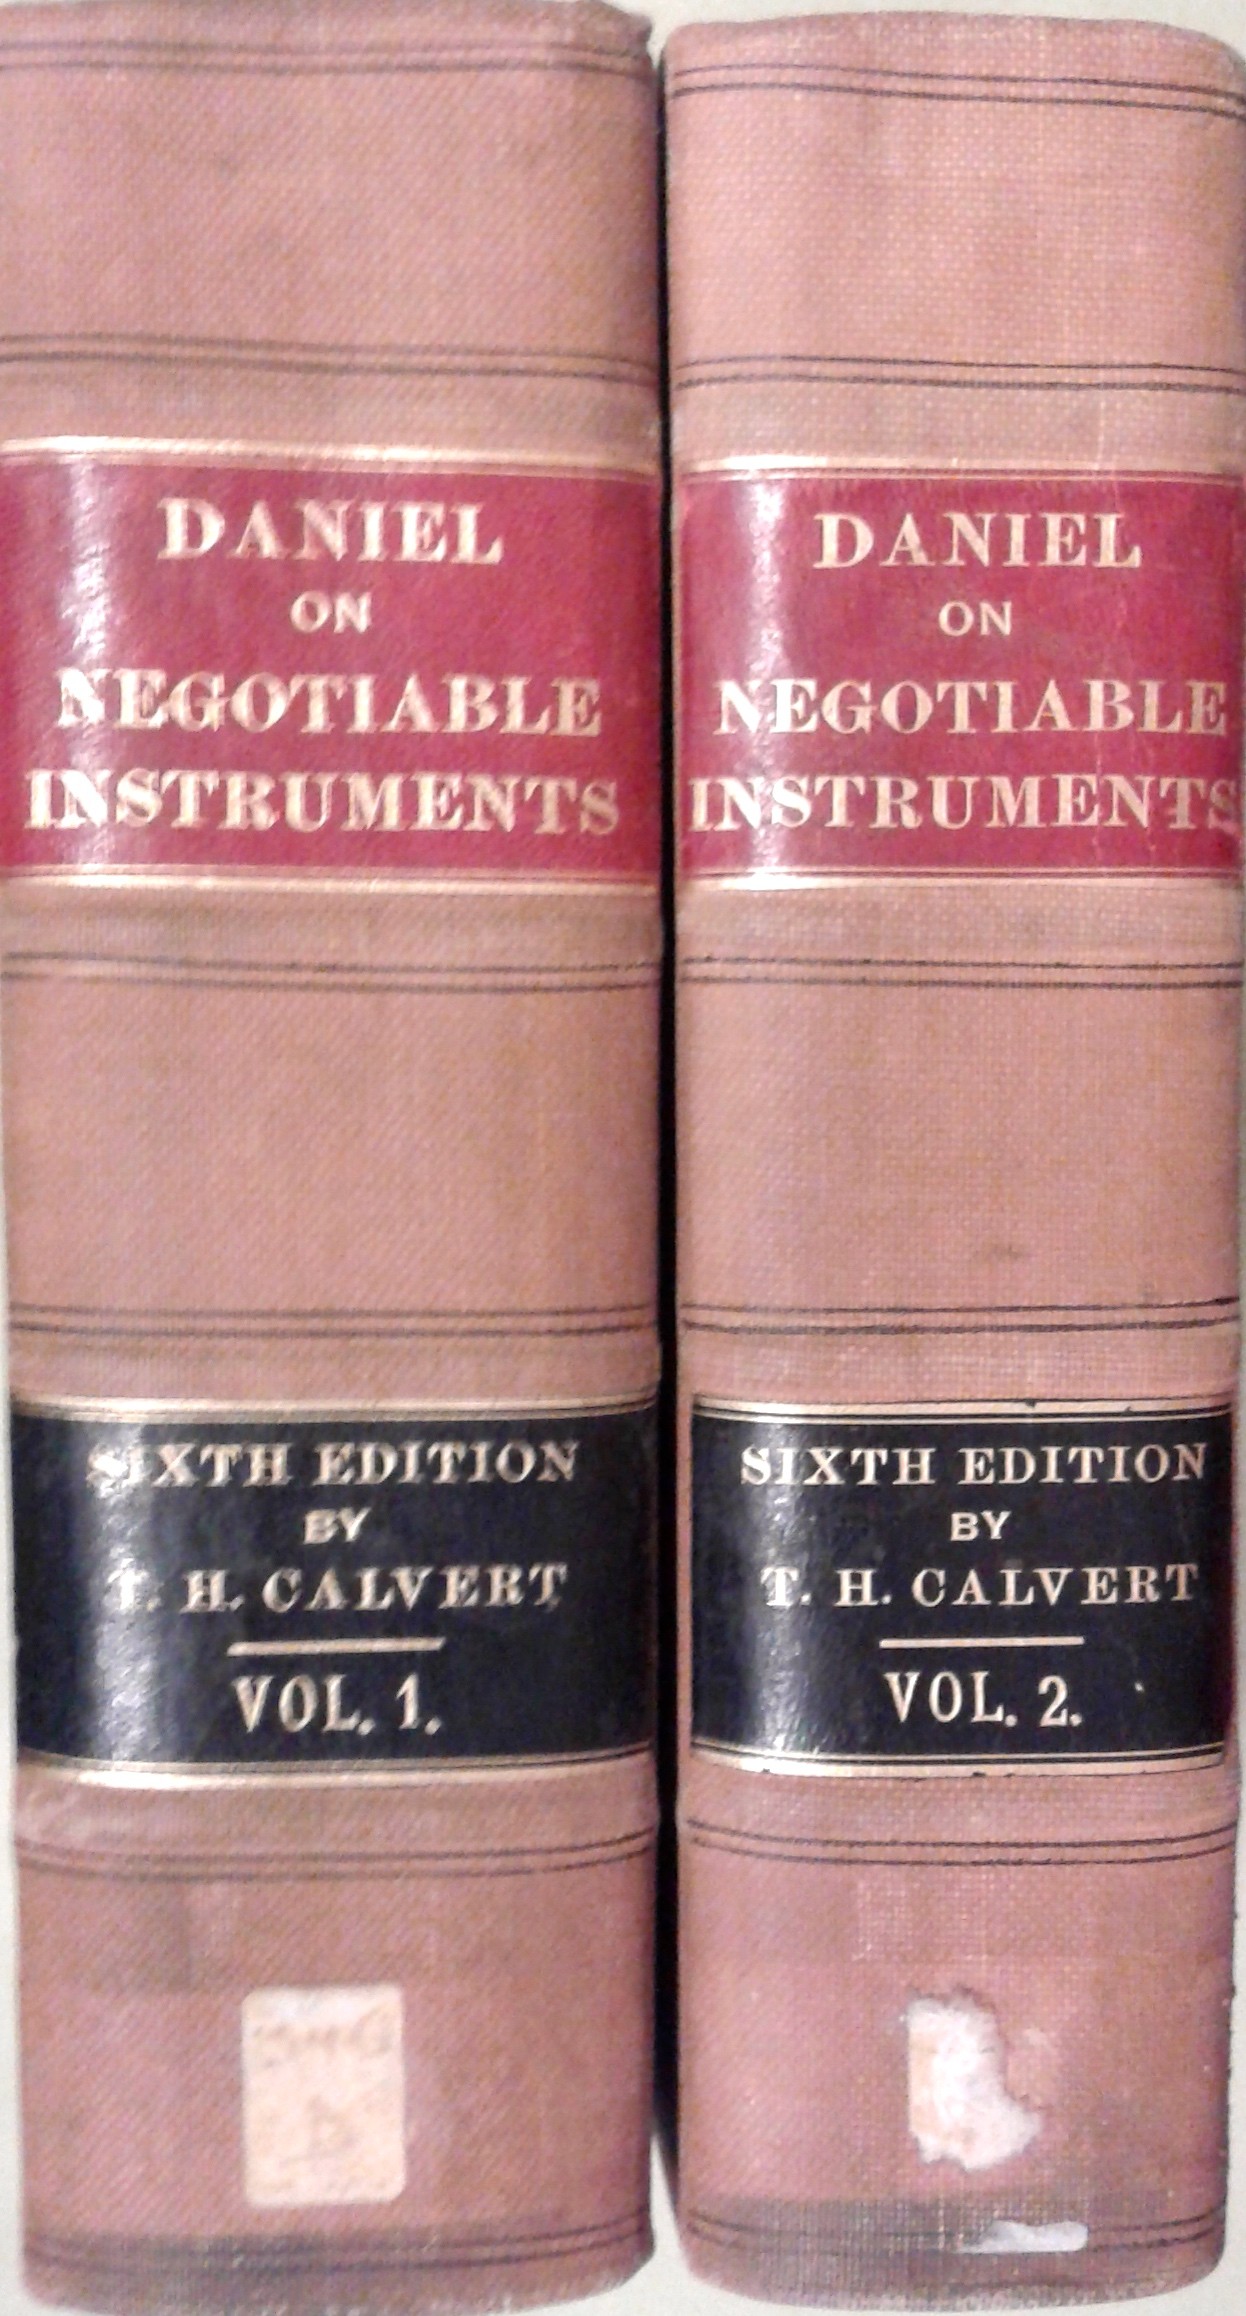 DANIEL
ON
NEGOTIABLE
INSTRUMENTS
SIXTH EDITION
BY
T. H. CALVERT
VOL. 1.
DANIEL
ON
NEGOTIABLE
INSTRUMENTS
SIXTH EDITION
BY
T. H. CALVERT
VOL. 2.